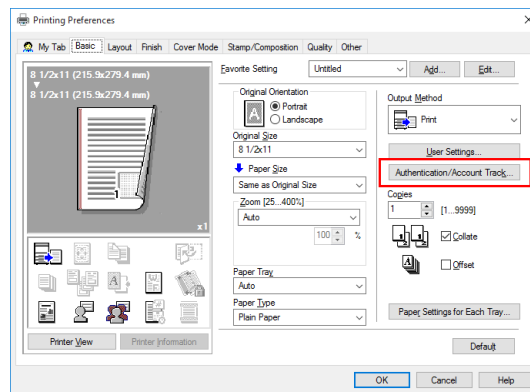 Printing Preferences
My Tab Basic Layout Finish Cover Mode Stamp/Composition Quality Other
8 1/2x11 (215.9x279.4 mm)
8 1/2x11 (215.9x279.4 mm)
1
x1
Printer View
Printer Information
Favorite Setting
Untitled
Add...
Edit...
Original Orientation
A
Portrait
Landscape
Original Size
8 1/2x11
Paper Size
Same as Original Size
Zoom [25...400%]
Auto
100 %
Paper Tray
Auto
Paper Type
Plain Paper
Output Method
Print
User Settings...
Authentication/Account Track...
Copies
1 [1..9999]
Collate
Offset
Paper Settings for Each Tray...
Default
OK Cancel Help